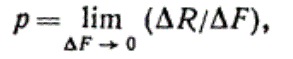 p = lim (ΔR/ΔF),
ΔF → 0